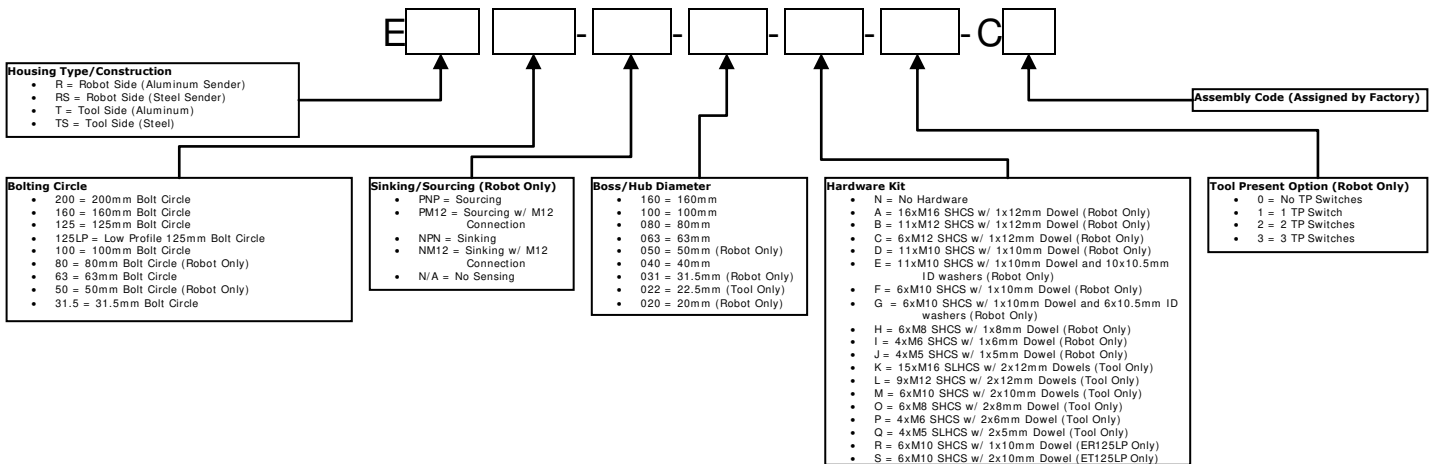 E - - - - - C
Housing Type/Construction
• R = Robot Side (Aluminum Sender)
• RS = Robot Side (Steel Sender)
• T = Tool Side (Aluminum)
• TS = Tool Side (Steel)
Assembly Code (Assigned by Factory)
Bolting Circle
• 200 = 200mm Bolt Circle
• 160 = 160mm Bolt Circle
• 125 = 125mm Bolt Circle
• 125LP = Low Profile 125mm Bolt Circle
• 100 = 100mm Bolt Circle
• 80 = 80mm Bolt Circle (Robot Only)
• 63 = 63mm Bolt Circle
• 50 = 50mm Bolt Circle (Robot Only)
• 31.5 = 31.5mm Bolt Circle
Sinking/Sourcing (Robot Only)
• PNP = Sourcing
• PM12 = Sourcing w/ M12
Connection
• NPN = Sinking
• NM12 = Sinking w/ M12
Connection
• N/A = No Sensing
Boss/Hub Diameter
• 160 = 160mm
• 100 = 100mm
• 080 = 80mm
• 063 = 63mm
• 050 = 50mm (Robot Only)
• 040 = 40mm
• 031 = 31.5mm (Robot Only)
• 022 = 22.5mm (Tool Only)
• 020 = 20mm (Robot Only)
Hardware Kit
• N = No Hardware
• A = 16xM16 SHCS w/ 1x12mm Dowel (Robot Only)
• B = 11xM12 SHCS w/ 1x12mm Dowel (Robot Only)
• C = 6xM12 SHCS w/ 1x12mm Dowel (Robot Only)
• D = 11xM10 SHCS w/ 1x10mm Dowel (Robot Only)
• E = 11xM10 SHCS w/ 1x10mm Dowel and 10x10.5mm
ID washers (Robot Only)
• F = 6xM10 SHCS w/ 1x10mm Dowel (Robot Only)
• G = 6xM10 SHCS w/ 1x10mm Dowel and 6x10.5mm ID
washers (Robot Only)
• H = 6xM8 SHCS w/ 1x8mm Dowel (Robot Only)
• I = 4xM6 SHCS w/ 1x6mm Dowel (Robot Only)
• J = 4xM5 SHCS w/ 1x5mm Dowel (Robot Only)
• K = 15xM16 SLHCS w/ 2x12mm Dowels (Tool Only)
• L = 9xM12 SHCS w/ 2x12mm Dowels (Tool Only)
• M = 6xM10 SHCS w/ 2x10mm Dowels (Tool Only)
• O = 6xM8 SHCS w/ 2x8mm Dowel (Tool Only)
• P = 4xM6 SHCS w/ 2x6mm Dowel (Tool Only)
• Q = 4xM5 SLHCS w/ 2x5mm Dowel (Tool Only)
• R = 6xM10 SHCS w/ 1x10mm Dowel (ER125LP Only)
• S = 6xM10 SHCS w/ 2x10mm Dowel (ET125LP Only)
Tool Present Option (Robot Only)
• 0 = No TP Switches
• 1 = 1 TP Switch
• 2 = 2 TP Switches
• 3 = 3 TP Switches